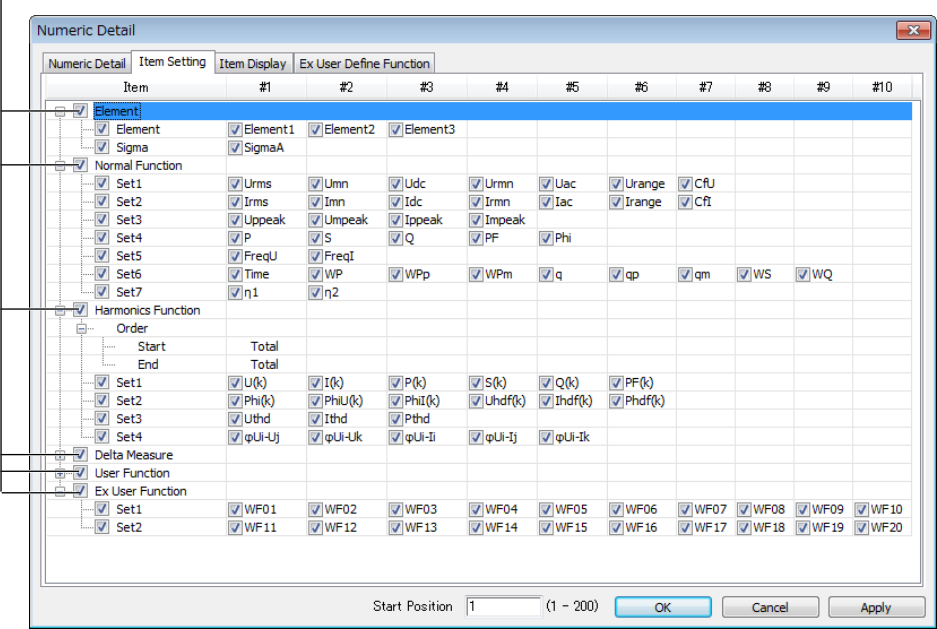 Numeric Detail
Numeric Detail Item Setting Item Display Ex User Define Function
Item #1 #2 #3 #4 #5 #6 #7 #8 #9 #10
Element
Element Element1 Element2 Element3
Sigma SigmaA
Normal Function
Set1 Urms Umn Udc Urmn Uac Urange CfU
Set2 Irms Imn Idc Irmn Iac Irange CfI
Set3 Uppeak Umpeak Ippeak Impeak
Set4 P S Q PF Phi
Set5 FreqU FreqI
Set6 Time WP WPp WPm q qp qm WS WQ
Set7 η1 η2
Harmonics Function
Order
Start Total
End Total
Set1 U(k) I(k) P(k) S(k) Q(k) PF(k)
Set2 Phi(k) PhiU(k) PhiI(k) Uhdf(k) Ihdf(k) Phdf(k)
Set3 Uthd Ithd Pthd
Set4 φUi-Uj φUi-Uk φUi-Ii φUi-Ij φUi-Ik
Delta Measure
User Function
Ex User Function
Set1 WF01 WF02 WF03 WF04 WF05 WF06 WF07 WF08 WF09 WF10
Set2 WF11 WF12 WF13 WF14 WF15 WF16 WF17 WF18 WF19 WF20
Start Position 1 (1 - 200) OK Cancel Apply